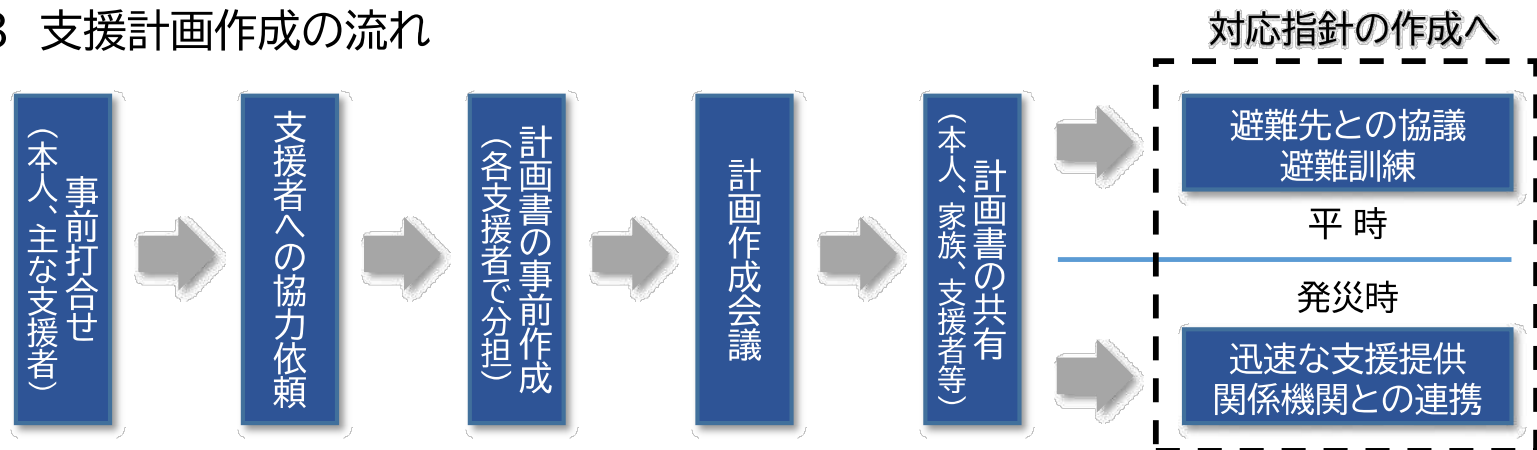 3 支援計画作成の流れ
対応指針の作成へ
事前打合せ
（本人、主な支援者）
支援者への協力依頼
計画書の事前作成
（各支援者で分担）
計画作成会議
計画書の共有
（本人、家族、支援者等）
避難先との協議
避難訓練
平 時
発災時
迅速な支援提供
関係機関との連携